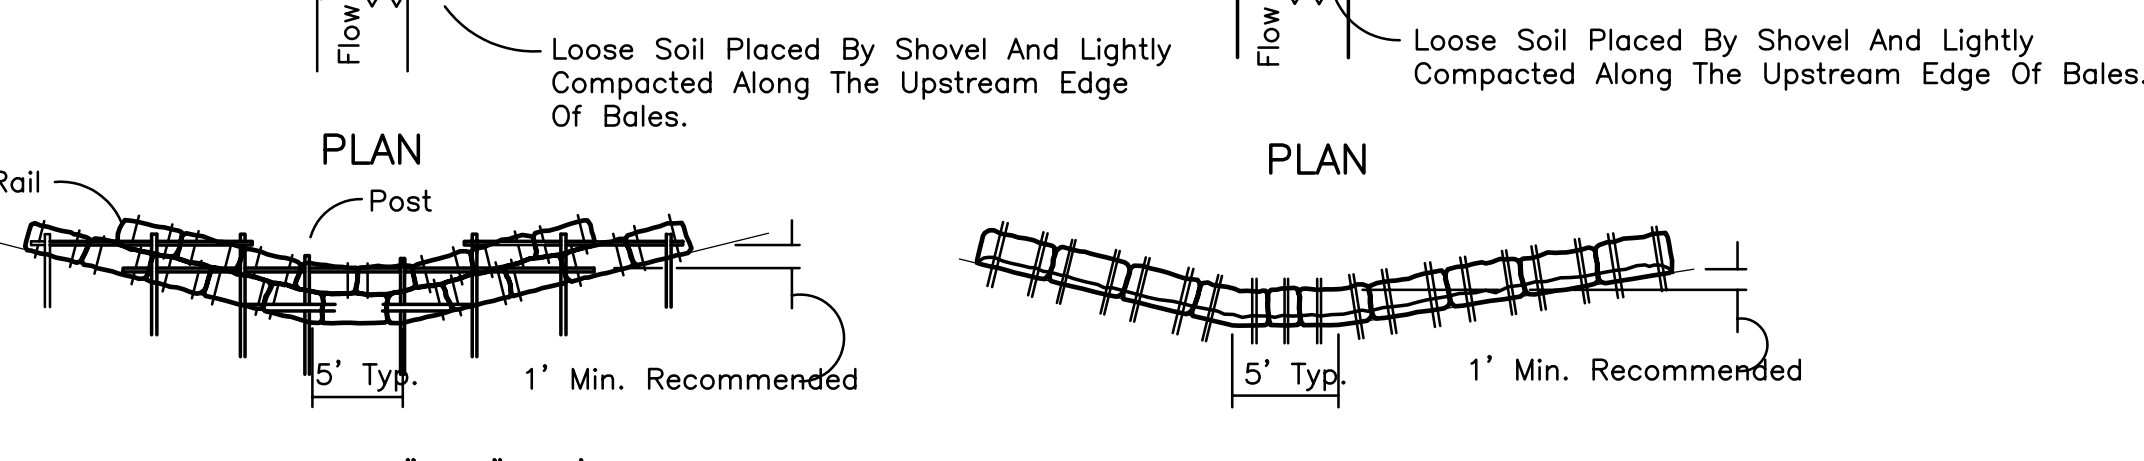 Flow
Loose Soil Placed By Shovel And Lightly
Compacted Along The Upstream Edge
Of Bales.
PLAN
Rail
Post
5' Typ.
1' Min. Recommended
Flow
Loose Soil Placed By Shovel And Lightly
Compacted Along The Upstream Edge Of Bales.
PLAN
5' Typ.
1' Min. Recommended